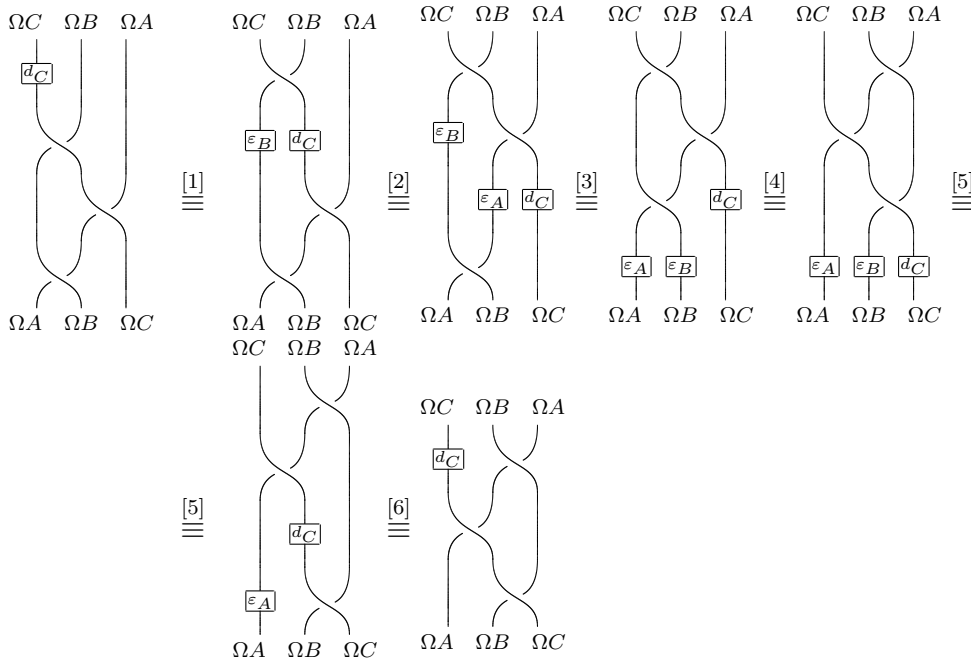 ΩC ΩB ΩA ΩC ΩB ΩA ΩC ΩB ΩA ΩC ΩB ΩA ΩC ΩB ΩA
d_C
ε_B d_C
ε_B
[1] [2] ε_A d_C [3] d_C [4] [5]
≡ ≡ ≡ ≡ ≡
ε_A ε_B ε_A ε_B d_C
ΩA ΩB ΩC ΩA ΩB ΩC ΩA ΩB ΩC ΩA ΩB ΩC ΩA ΩB ΩC
ΩC ΩB ΩA
ΩC ΩB ΩA
d_C
[5] [6]
≡ d_C ≡
ε_A
ΩA ΩB ΩC ΩA ΩB ΩC